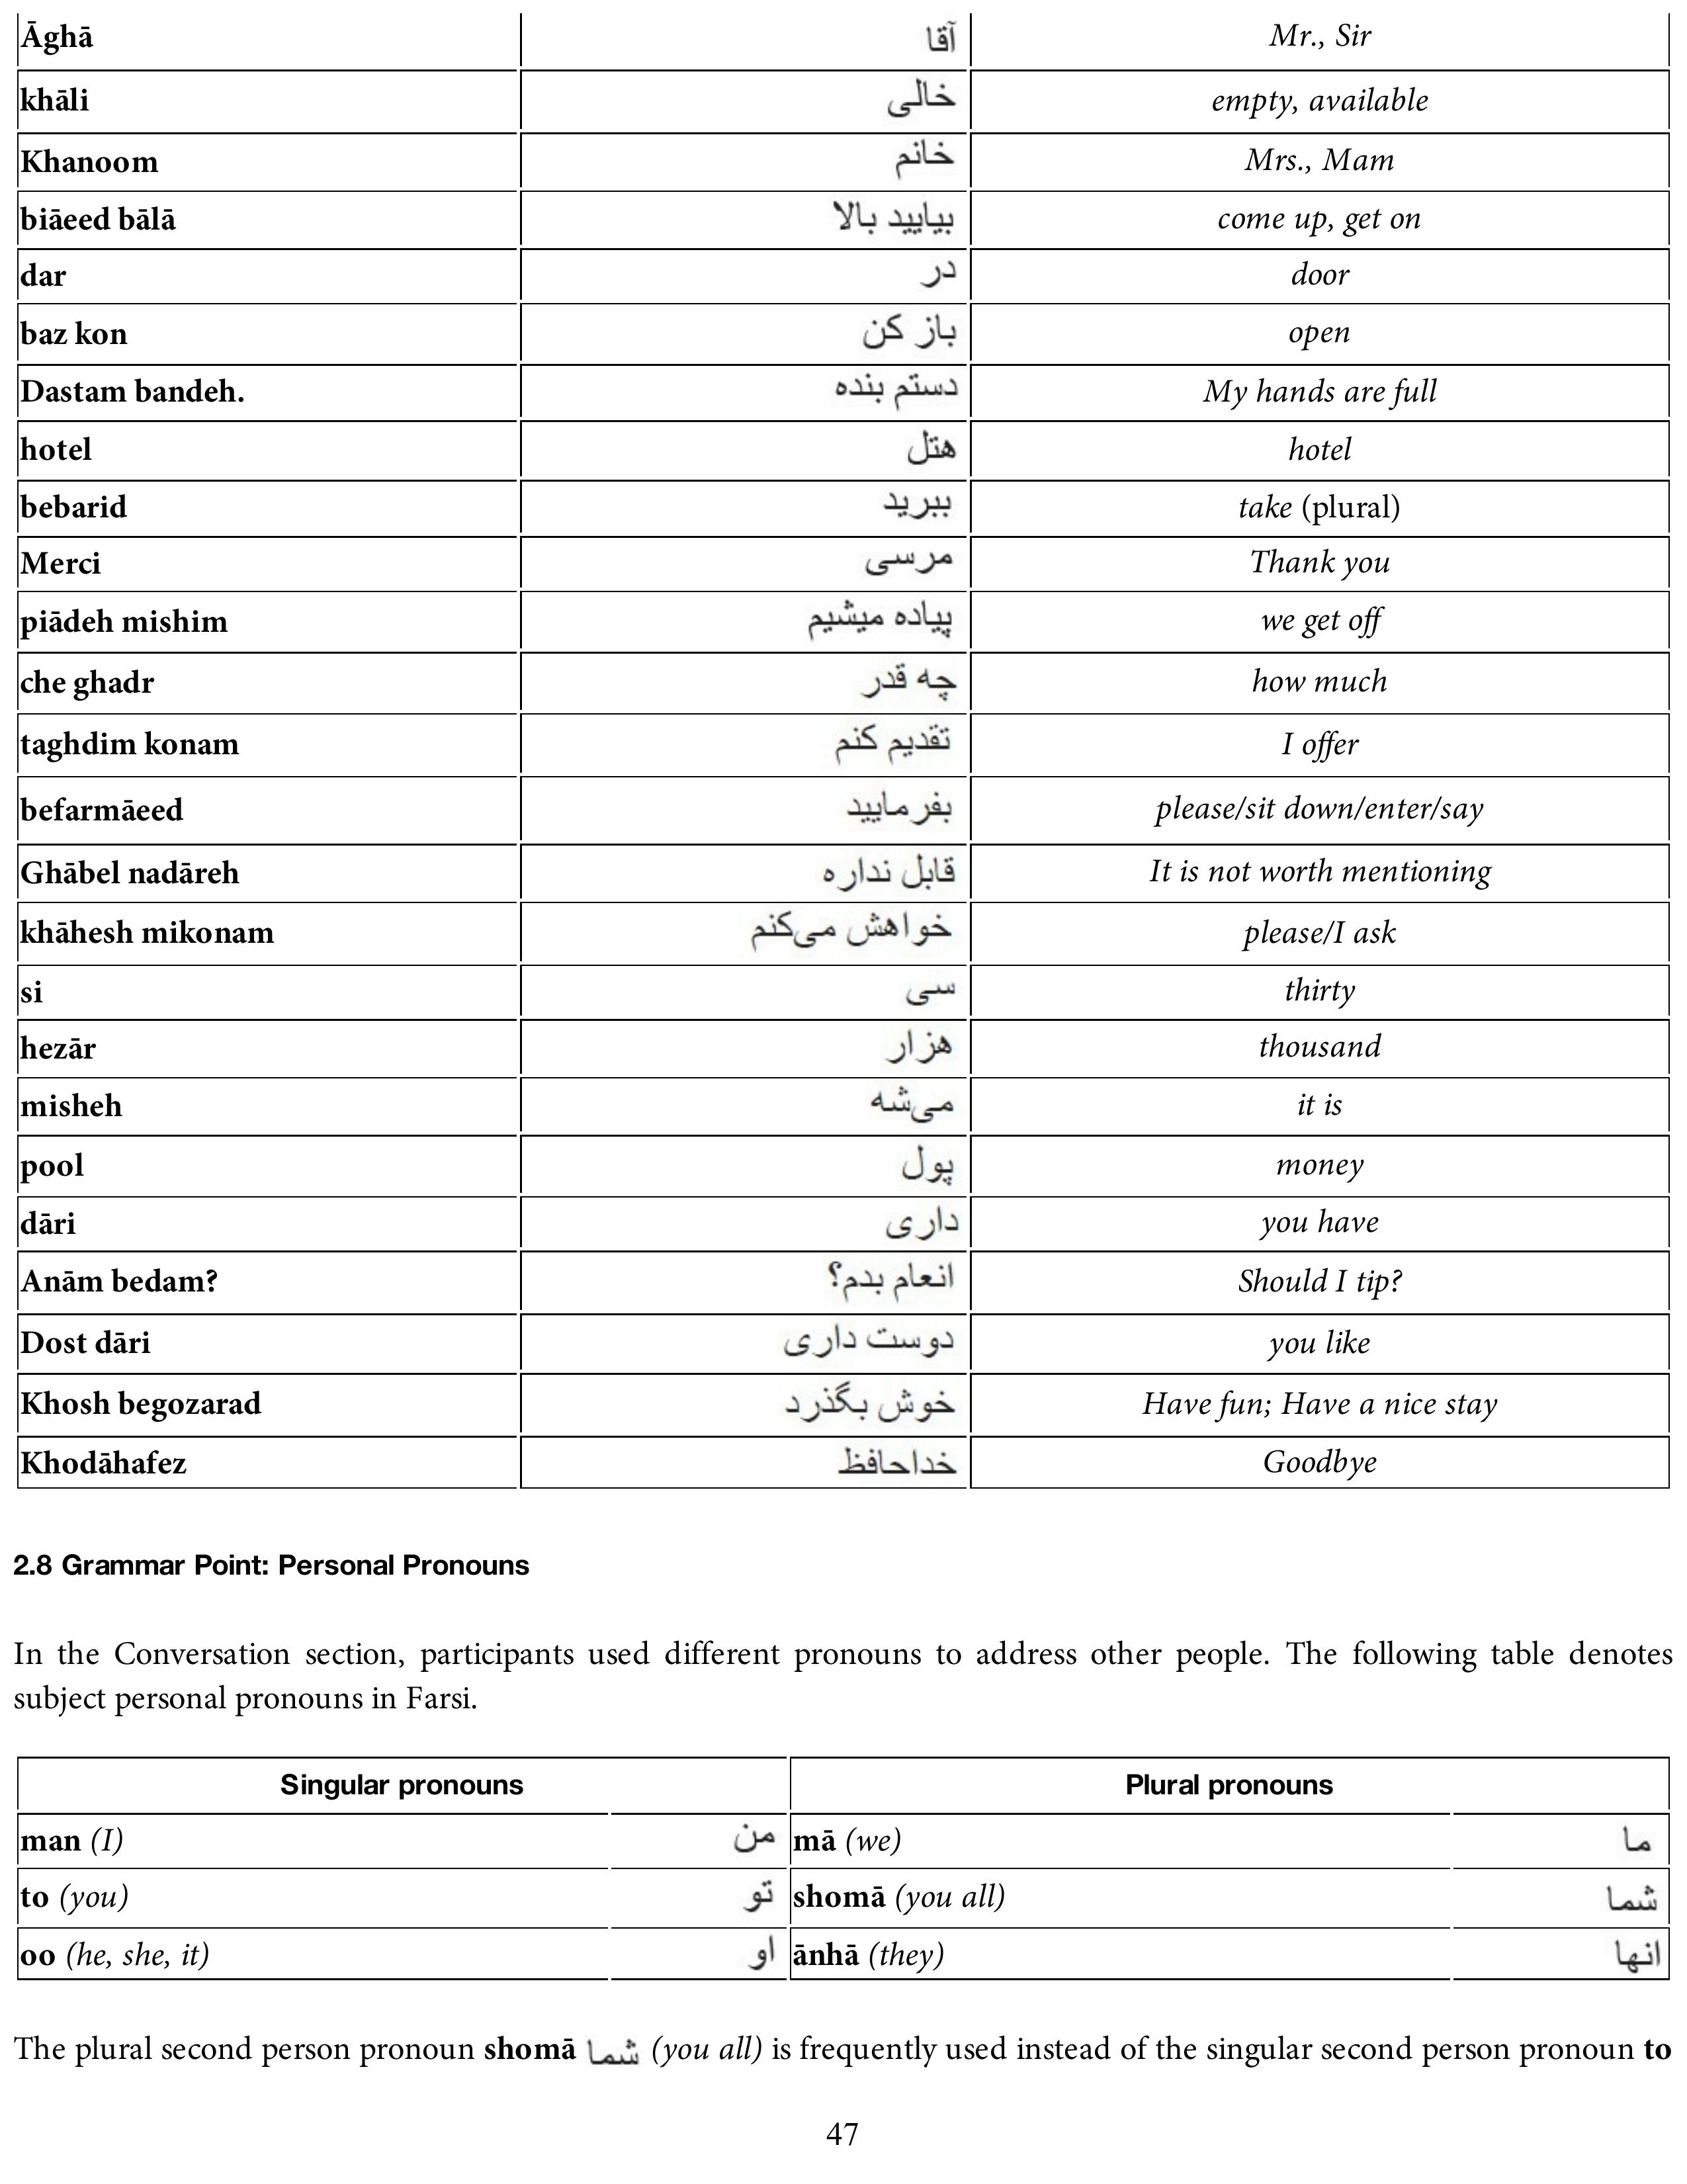 Āghā آقا Mr., Sir
khāli خالی empty, available
Khanoom خانم Mrs., Mam
biāeed bālā بیایید بالا come up, get on
dar در door
baz kon باز کن open
Dastam bandeh. دستم بنده My hands are full
hotel هتل hotel
bebarid ببرید take (plural)
Merci مرسی Thank you
piādeh mishim پیاده میشیم we get off
che ghadr چه قدر how much
taghdim konam تقدیم کنم I offer
befarmāeed بفرمایید please/sit down/enter/say
Ghābel nadāreh قابل نداره It is not worth mentioning
khāhesh mikonam خواهش می‌کنم please/I ask
si سی thirty
hezār هزار thousand
misheh می‌شه it is
pool پول money
dāri داری you have
Anām bedam? انعام بدم؟ Should I tip?
Dost dāri دوست داری you like
Khosh begozarad خوش بگذرد Have fun; Have a nice stay
Khodāhafez خداحافظ Goodbye
2.8 Grammar Point: Personal Pronouns
In the Conversation section, participants used different pronouns to address other people. The following table denotes
subject personal pronouns in Farsi.
Singular pronouns Plural pronouns
man (I) من mā (we) ما
to (you) تو shomā (you all) شما
oo (he, she, it) او ānhā (they) انها
The plural second person pronoun shomā شما (you all) is frequently used instead of the singular second person pronoun to
47